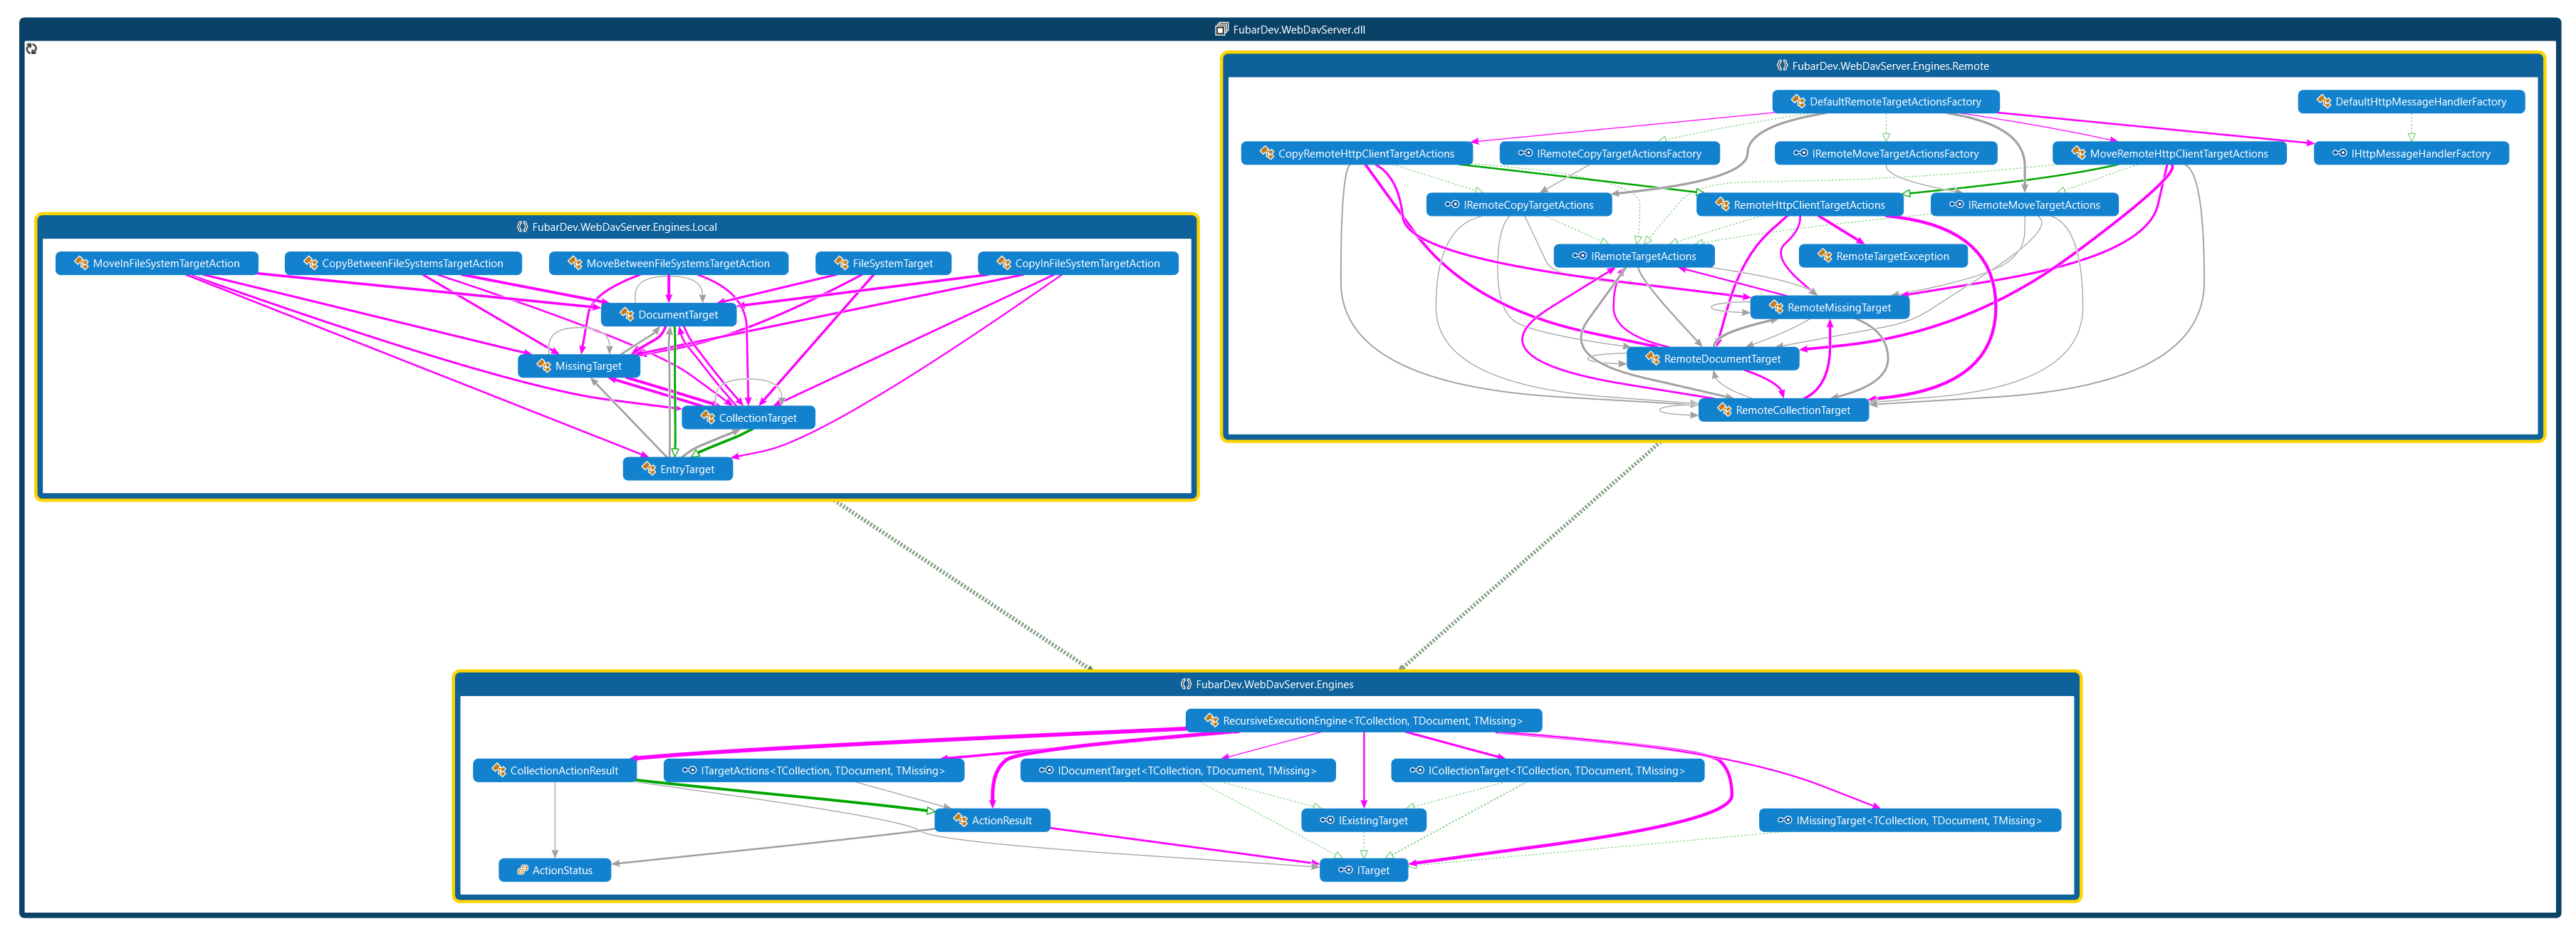 FubarDev.WebDavServer.dll
FubarDev.WebDavServer.Engines.Remote
DefaultRemoteTargetActionsFactory
DefaultHttpMessageHandlerFactory
CopyRemoteHttpClientTargetActions
IRemoteCopyTargetActionsFactory
IRemoteMoveTargetActionsFactory
MoveRemoteHttpClientTargetActions
IHttpMessageHandlerFactory
IRemoteCopyTargetActions
RemoteHttpClientTargetActions
IRemoteMoveTargetActions
IRemoteTargetActions
RemoteTargetException
RemoteMissingTarget
RemoteDocumentTarget
RemoteCollectionTarget
FubarDev.WebDavServer.Engines.Local
MoveInFileSystemTargetAction
CopyBetweenFileSystemsTargetAction
MoveBetweenFileSystemsTargetAction
FileSystemTarget
CopyInFileSystemTargetAction
DocumentTarget
MissingTarget
CollectionTarget
EntryTarget
FubarDev.WebDavServer.Engines
RecursiveExecutionEngine<TCollection, TDocument, TMissing>
CollectionActionResult
ITargetActions<TCollection, TDocument, TMissing>
IDocumentTarget<TCollection, TDocument, TMissing>
ICollectionTarget<TCollection, TDocument, TMissing>
ActionResult
IExistingTarget
IMissingTarget<TCollection, TDocument, TMissing>
ActionStatus
ITarget